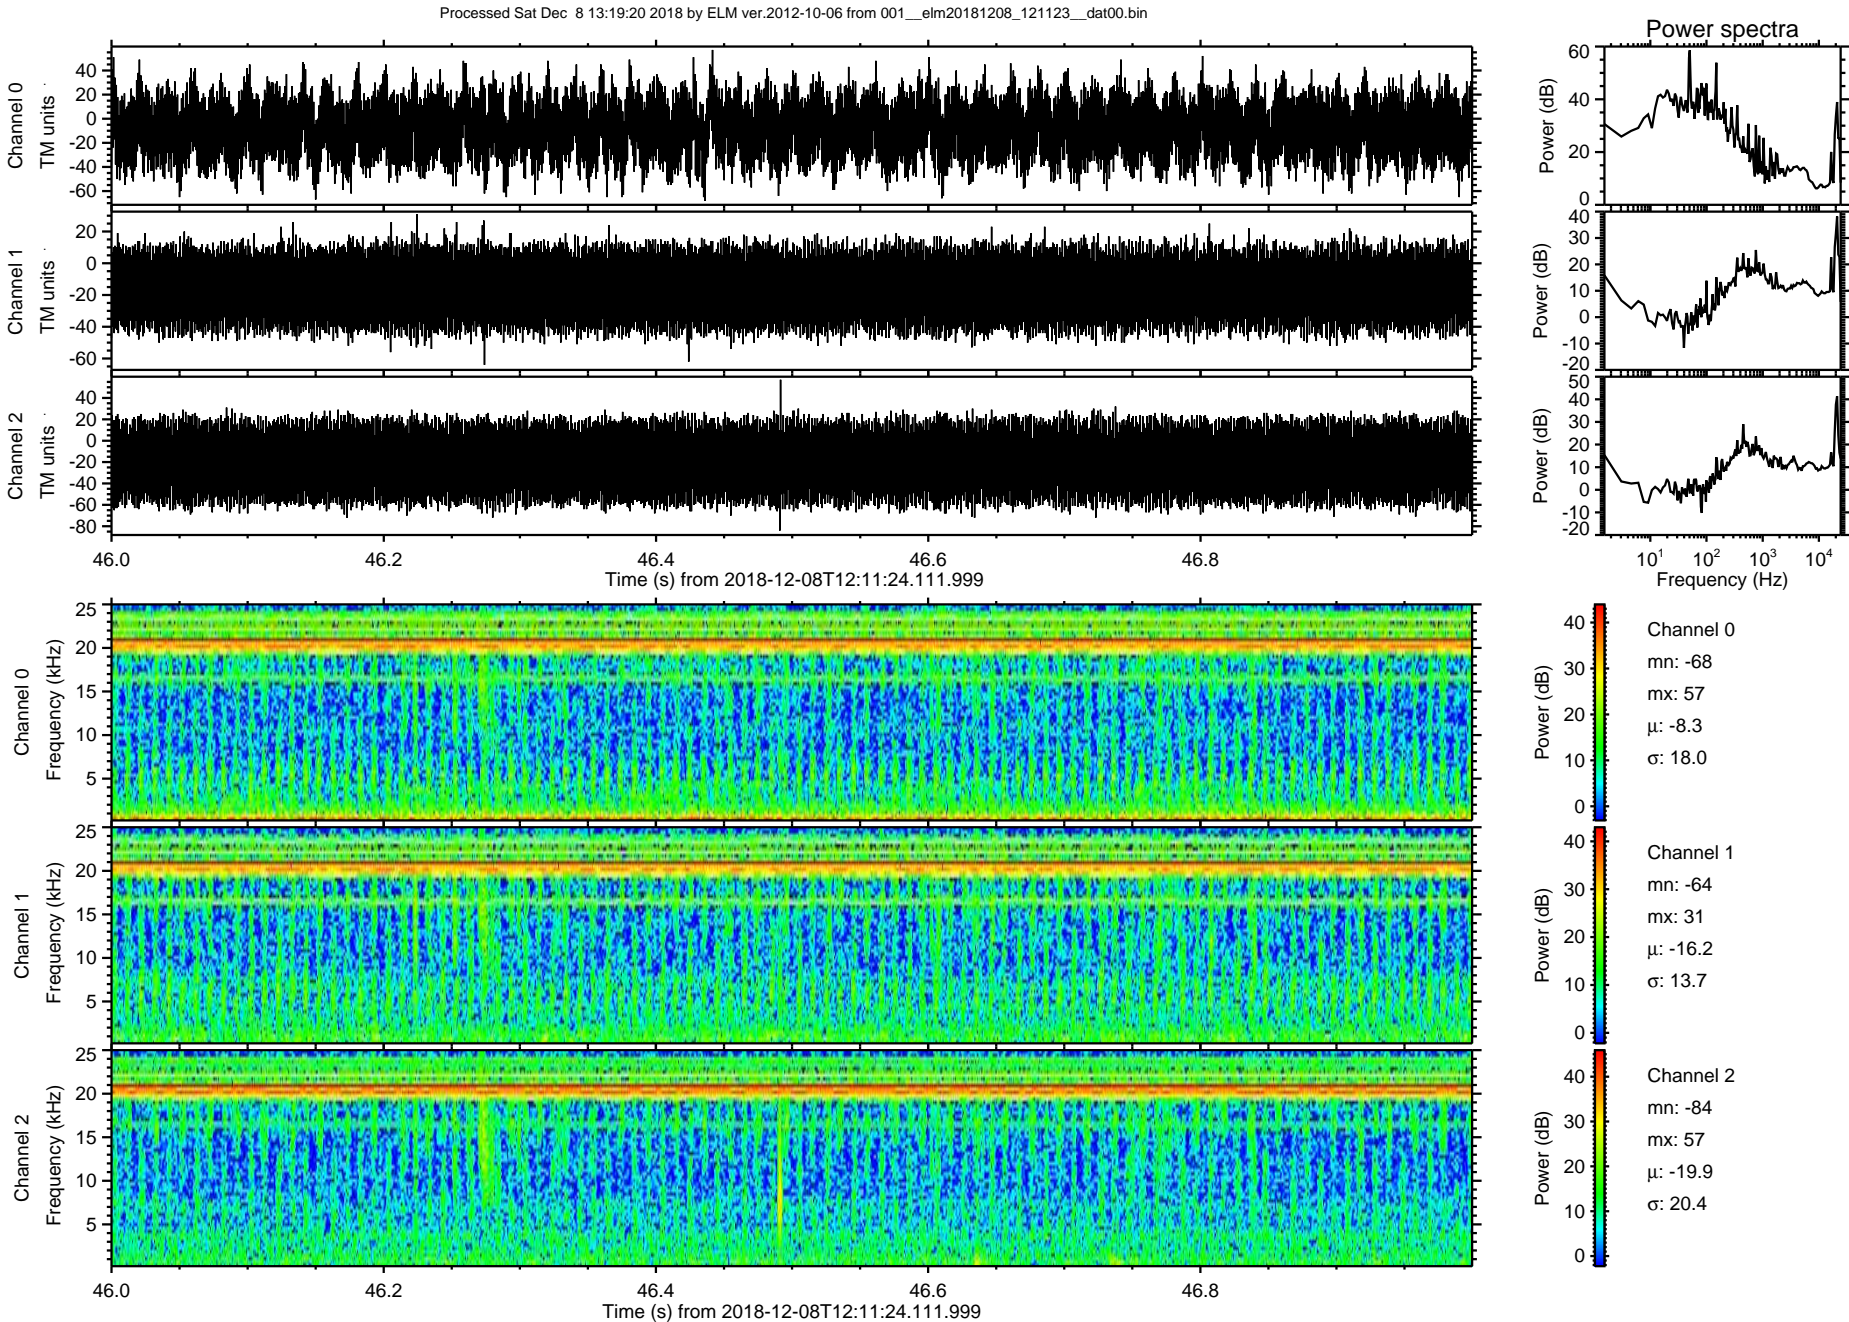 Processed Sat Dec  8 13:19:20 2018 by ELM ver.2012-10-06 from 001__elm20181208_121123__dat00.bin
Power spectra
Channel 0
TM units
40
20
0
-20
-40
-60
Power (dB)
60
40
20
0
Channel 1
TM units
20
0
-20
-40
-60
Power (dB)
40
30
20
10
0
-10
-20
Channel 2
TM units
40
20
0
-20
-40
-60
-80
Power (dB)
50
40
30
20
10
0
-10
-20
46.0 46.2 46.4 46.6 46.8
Time (s) from 2018-12-08T12:11:24.111.999
10^1 10^2 10^3 10^4
Frequency (Hz)
Channel 0
Frequency (kHz)
25
20
15
10
5
Power (dB)
40
30
20
10
0
Channel 0
mn: -68
mx: 57
μ: -8.3
σ: 18.0
Channel 1
Frequency (kHz)
25
20
15
10
5
Power (dB)
40
30
20
10
0
Channel 1
mn: -64
mx: 31
μ: -16.2
σ: 13.7
Channel 2
Frequency (kHz)
25
20
15
10
5
Power (dB)
40
30
20
10
0
Channel 2
mn: -84
mx: 57
μ: -19.9
σ: 20.4
46.0 46.2 46.4 46.6 46.8
Time (s) from 2018-12-08T12:11:24.111.999